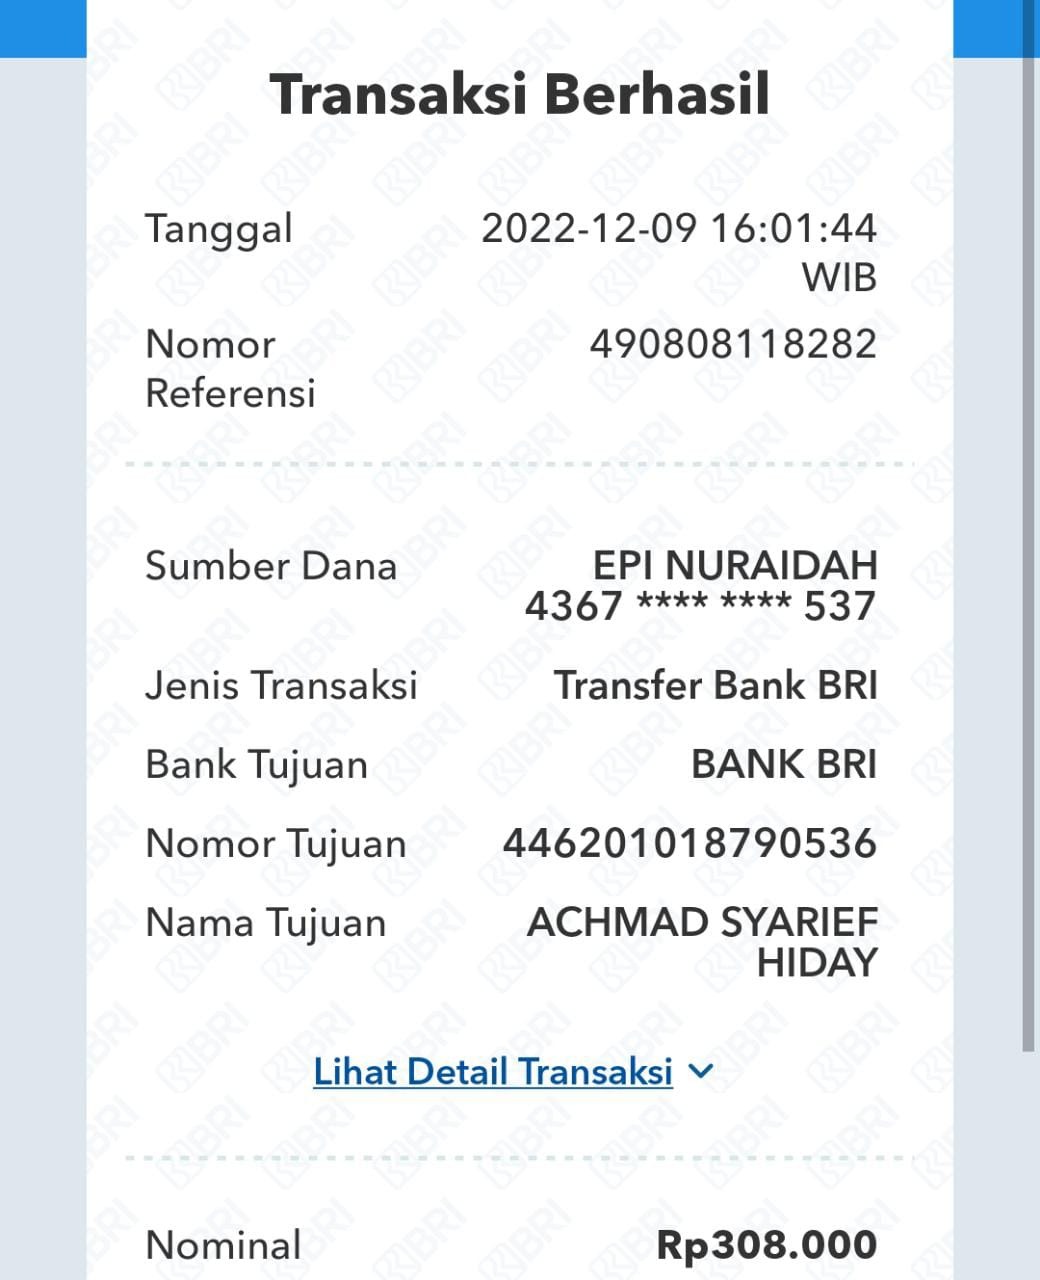 Transaksi Berhasil
Tanggal 2022-12-09 16:01:44
WIB
Nomor 490808118282
Referensi
Sumber Dana EPI NURAIDAH
4367 **** **** 537
Jenis Transaksi Transfer Bank BRI
Bank Tujuan BANK BRI
Nomor Tujuan 446201018790536
Nama Tujuan ACHMAD SYARIEF
HIDAY
Lihat Detail Transaksi
Nominal Rp308.000